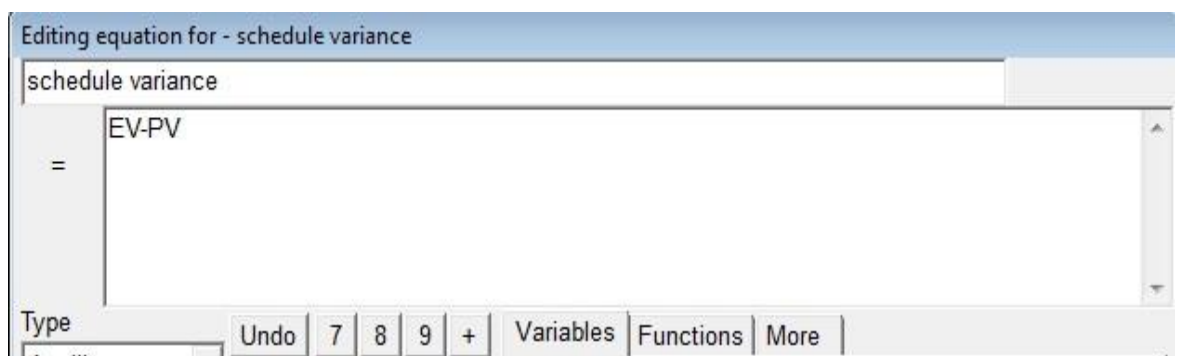 Editing equation for - schedule variance
schedule variance
=
EV-PV
Type
Undo 7 8 9 + Variables Functions More